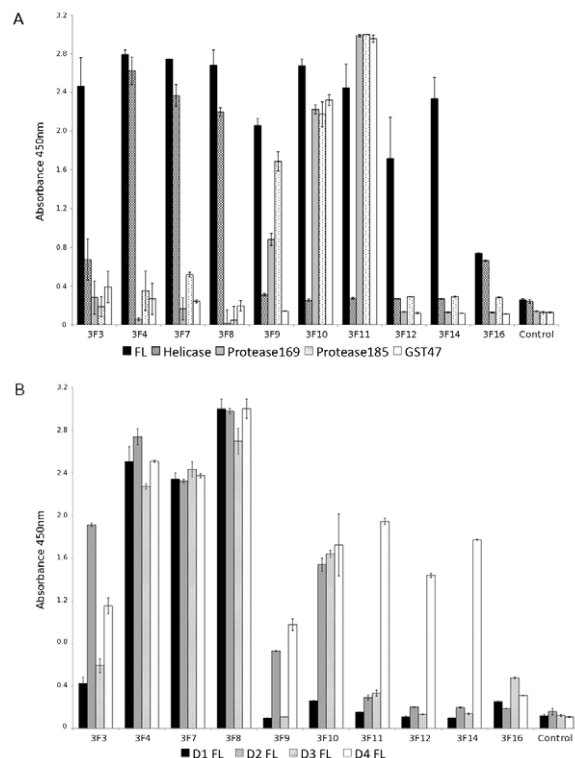 A
3.2
2.8
2.4
2.0
1.6
1.2
0.8
0.4
0
Absorbance 450nm
3F3 3F4 3F7 3F8 3F9 3F10 3F11 3F12 3F14 3F16 Control
FL Helicase Protease169 Protease185 GST47
B
3.2
2.8
2.4
2.0
1.6
1.2
0.8
0.4
0
Absorbance 450nm
3F3 3F4 3F7 3F8 3F9 3F10 3F11 3F12 3F14 3F16 Control
D1 FL D2 FL D3 FL D4 FL